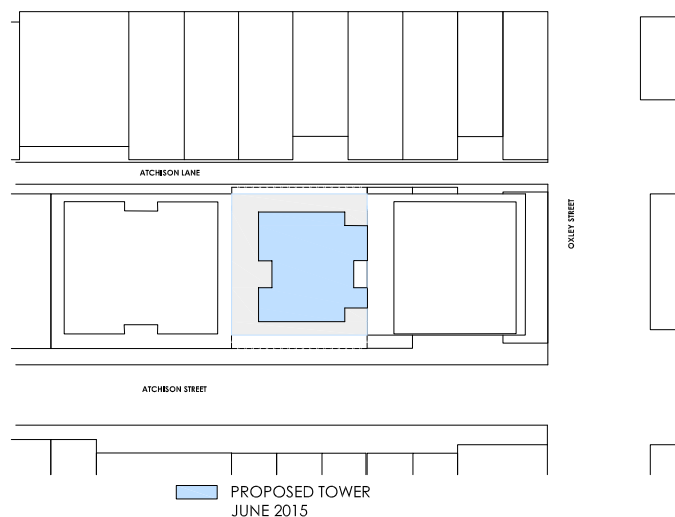 ATCHISON LANE
OXLEY STREET
ATCHISON STREET
PROPOSED TOWER
JUNE 2015